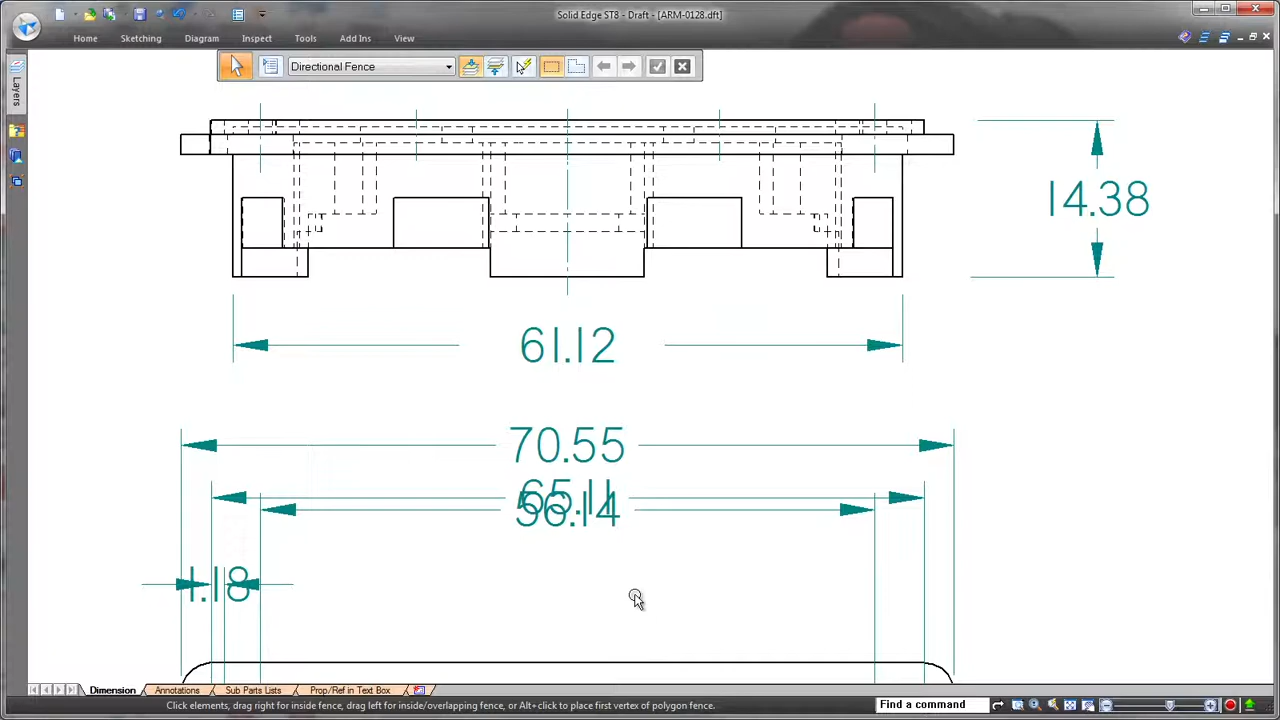 Solid Edge ST8 - Draft - [ARM-0128.dft]
Home Sketching Diagram Inspect Tools Add Ins View
Layers
Directional Fence
14.38
61.12
70.55
65.11
56.14
1.18
Dimension Annotations Sub Parts Lists Prop/Ref in Text Box
Click elements, drag right for inside fence, drag left for inside/overlapping fence, or Alt+click to place first vertex of polygon fence. Find a command